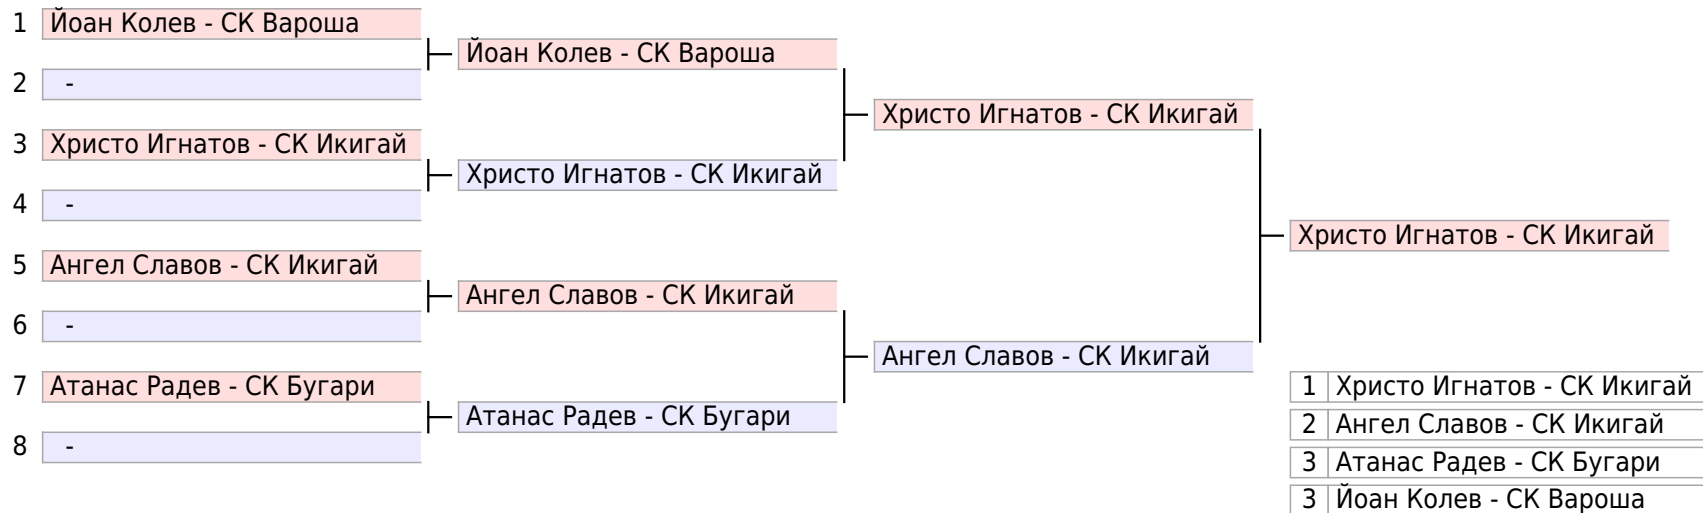 1 Йоан Колев - СК Вароша
Йоан Колев - СК Вароша
2 -
Христо Игнатов - СК Икигай
3 Христо Игнатов - СК Икигай
Христо Игнатов - СК Икигай
4 -
Христо Игнатов - СК Икигай
5 Ангел Славов - СК Икигай
Ангел Славов - СК Икигай
6 -
Ангел Славов - СК Икигай
7 Атанас Радев - СК Бугари
Атанас Радев - СК Бугари
8 -
1 Христо Игнатов - СК Икигай
2 Ангел Славов - СК Икигай
3 Атанас Радев - СК Бугари
3 Йоан Колев - СК Вароша